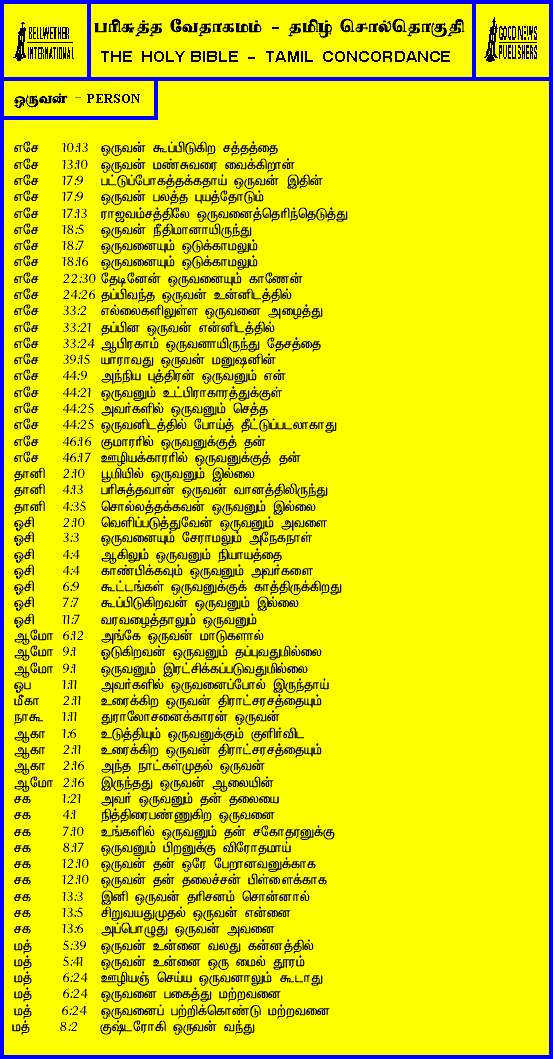 BELLWETHER
INTERNATIONAL
பரிசுத்த வேதாகமம் - தமிழ் சொல்தொகுதி
THE HOLY BIBLE - TAMIL CONCORDANCE
GOOD NEWS
PUBLISHERS
ஒருவன் - PERSON
எசே 10:13 ஒருவன் கூப்பிடுகிற சத்தத்தை
எசே 13:10 ஒருவன் மண்சுவரை வைக்கிறான்
எசே 17:9 பட்டுப்போகத்தக்கதாய் ஒருவன் இதின்
எசே 17:9 ஒருவன் பலத்த புயத்தோடும்
எசே 17:13 ராஜவம்சத்திலே ஒருவனைத்தெரிந்தெடுத்து
எசே 18:5 ஒருவன் நீதிமானாயிருந்து
எசே 18:7 ஒருவனையும் ஒடுக்காமலும்
எசே 18:16 ஒருவனையும் ஒடுக்காமலும்
எசே 22:30 தேடினேன் ஒருவனையும் காணேன்
எசே 24:26 தப்பிவந்த ஒருவன் உன்னிடத்தில்
எசே 33:2 எல்லைகளிலுள்ள ஒருவனை அழைத்து
எசே 33:21 தப்பின ஒருவன் என்னிடத்தில்
எசே 33:24 ஆபிரகாம் ஒருவனாயிருந்து தேசத்தை
எசே 39:15 யாராவது ஒருவன் மனுஷனின்
எசே 44:9 அந்நிய புத்திரன் ஒருவனும் என்
எசே 44:21 ஒருவனும் உட்பிராகாரத்துக்குள்
எசே 44:25 அவர்களில் ஒருவனும் செத்த
எசே 44:25 ஒருவனிடத்தில் போய்த் தீட்டுப்படலாகாது
எசே 46:16 குமாரரில் ஒருவனுக்குத் தன்
எசே 46:17 ஊழியக்காரரில் ஒருவனுக்குத் தன்
தானி 2:10 பூமியில் ஒருவனும் இல்லை
தானி 4:13 பரிசுத்தவான் ஒருவன் வானத்திலிருந்து
தானி 4:35 சொல்லத்தக்கவன் ஒருவனும் இல்லை
ஓசி 2:10 வெளிப்படுத்துவேன் ஒருவனும் அவளை
ஓசி 3:3 ஒருவனையும் சேராமலும் அநேகநாள்
ஓசி 4:4 ஆகிலும் ஒருவனும் நியாயத்தை
ஓசி 4:4 காண்பிக்கவும் ஒருவனும் அவர்களை
ஓசி 6:9 கூட்டங்கள் ஒருவனுக்குக் காத்திருக்கிறது
ஓசி 7:7 கூப்பிடுகிறவன் ஒருவனும் இல்லை
ஓசி 11:7 வரவழைத்தாலும் ஒருவனும்
ஆமோ 6:12 அங்கே ஒருவன் மாடுகளால்
ஆமோ 9:1 ஓடுகிறவன் ஒருவனும் தப்புவதுமில்லை
ஆமோ 9:1 ஒருவனும் இரட்சிக்கப்படுவதுமில்லை
ஓப 1:11 அவர்களில் ஒருவனைப்போல் இருந்தாய்
மீகா 2:11 உரைக்கிற ஒருவன் திராட்சரசத்தையும்
நாகூ 1:11 துராலோசனைக்காரன் ஒருவன்
ஆகா 1:6 உடுத்தியும் ஒருவனுக்கும் குளிர்விட
ஆகா 2:11 உரைக்கிற ஒருவன் திராட்சரசத்தையும்
ஆகா 2:16 அந்த நாட்கள்முதல் ஒருவன்
ஆமோ 2:16 இருந்தது ஒருவன் ஆலையின்
சக 1:21 அவர் ஒருவனும் தன் தலையை
சக 4:1 நித்திரைபண்ணுகிற ஒருவனை
சக 7:10 உங்களில் ஒருவனும் தன் சகோதரனுக்கு
சக 8:17 ஒருவனும் பிறனுக்கு விரோதமாய்
சக 12:10 ஒருவன் தன் ஒரே பேறானவனுக்காக
சக 12:10 ஒருவன் தன் தலைச்சன் பிள்ளைக்காக
சக 13:3 இனி ஒருவன் தரிசனம் சொன்னால்
சக 13:5 சிறுவயதுமுதல் ஒருவன் என்னை
சக 13:6 அப்பொழுது ஒருவன் அவனை
மத் 5:39 ஒருவன் உன்னை வலது கன்னத்தில்
மத் 5:41 ஒருவன் உன்னை ஒரு மைல் தூரம்
மத் 6:24 ஊழியஞ் செய்ய ஒருவனாலும் கூடாது
மத் 6:24 ஒருவனை பகைத்து மற்றவனை
மத் 6:24 ஒருவனைப் பற்றிக்கொண்டு மற்றவனை
மத் 8:2 குஷ்டரோகி ஒருவன் வந்து